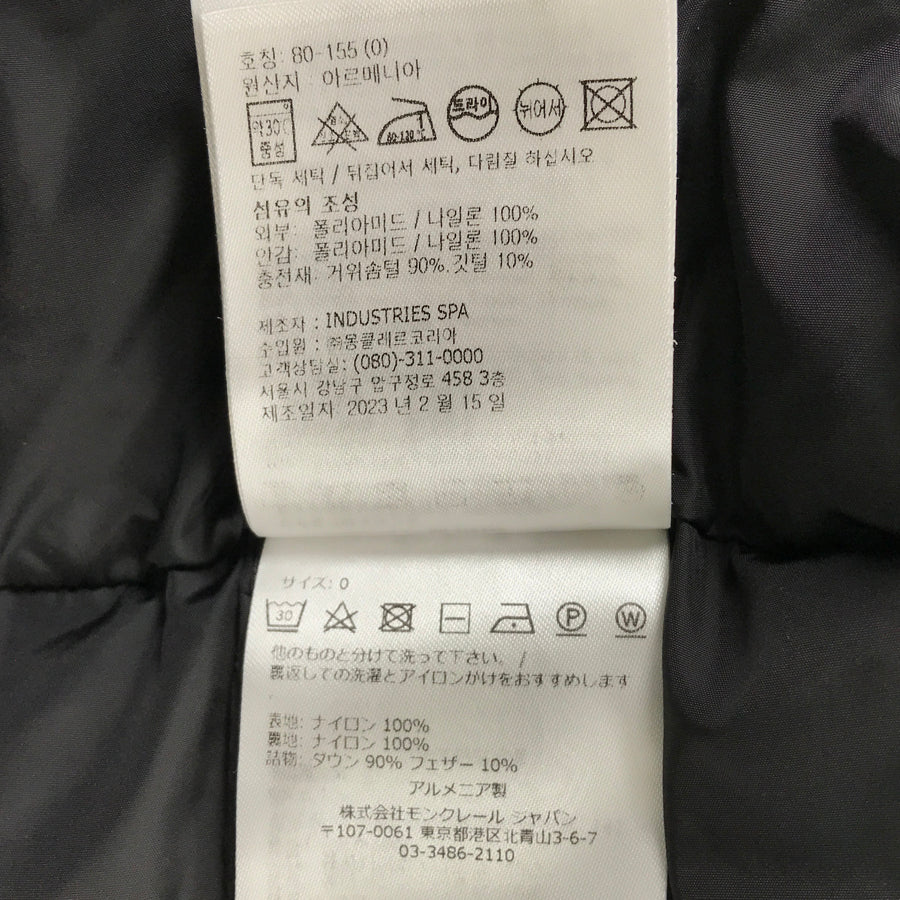 호칭: 80-155 (0)
원산지 : 아르메니아
약30℃ 중성
80-120℃
드라이
뉘어서
단독 세탁 / 뒤집어서 세탁, 다림질 하십시오
섬유의 조성
외부: 폴리아미드 / 나일론 100%
안감: 폴리아미드 / 나일론 100%
충전재: 거위솜털 90%.깃털 10%
제조자 : INDUSTRIES SPA
수입원 : ㈜몽클레르코리아
고객상담실: (080)-311-0000
서울시 강남구 압구정로 458 3층
제조일자: 2023 년 2 월 15 일
サイズ: 0
30 P W
他のものと分けて洗って下さい。 /
裏返しての洗濯とアイロンかけをおすすめします
表地: ナイロン 100%
裏地: ナイロン 100%
詰物: ダウン 90% フェザー 10%
アルメニア製
株式会社モンクレール ジャパン
〒107-0061 東京都港区北青山3-6-7
03-3486-2110